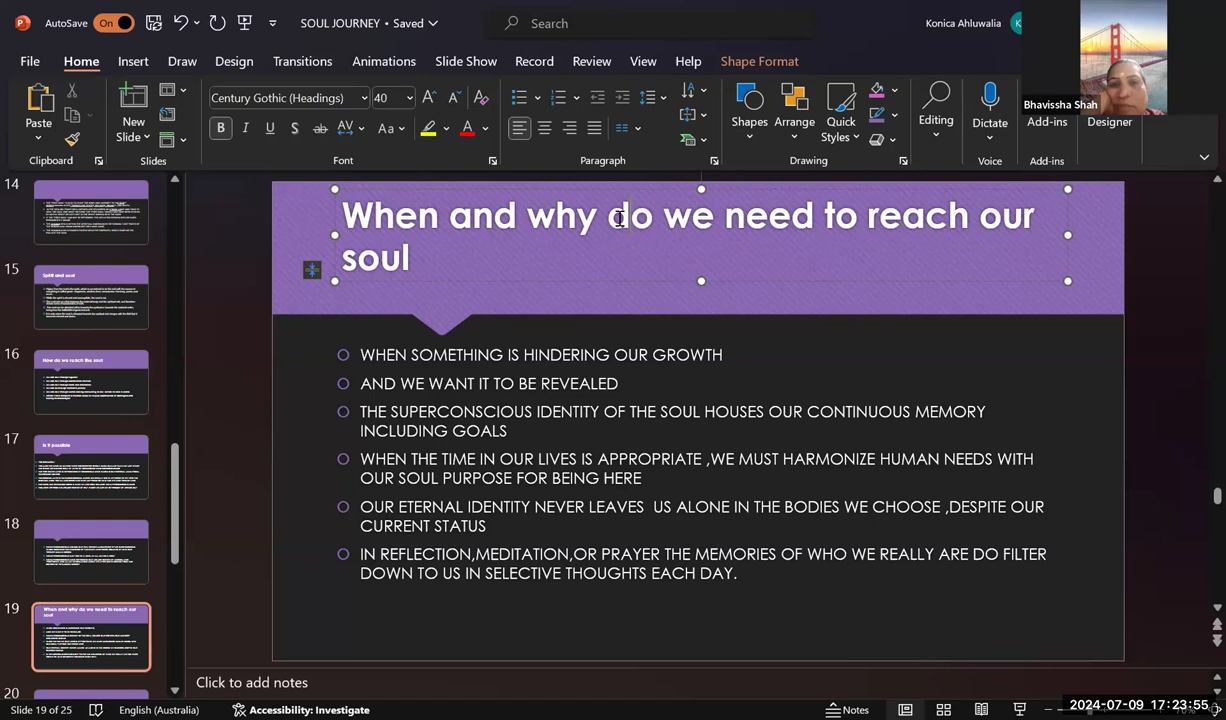 AutoSave On SOUL JOURNEY • Saved Search Konica Ahluwalia K
File Home Insert Draw Design Transitions Animations Slide Show Record Review View Help Shape Format
Bhavissha Shah
Century Gothic (Headings) 40
Paste New Slide Shapes Arrange Quick Styles Editing Dictate Add-ins Designer
Clipboard Slides Font Paragraph Drawing Voice Add-ins
14
15
Spirit and soul
16
How do we reach the soul
17
Is it possible
18
19
When and why do we need to reach our soul
20
When and why do we need to reach our
soul
WHEN SOMETHING IS HINDERING OUR GROWTH
AND WE WANT IT TO BE REVEALED
THE SUPERCONSCIOUS IDENTITY OF THE SOUL HOUSES OUR CONTINUOUS MEMORY
INCLUDING GOALS
WHEN THE TIME IN OUR LIVES IS APPROPRIATE ,WE MUST HARMONIZE HUMAN NEEDS WITH
OUR SOUL PURPOSE FOR BEING HERE
OUR ETERNAL IDENTITY NEVER LEAVES US ALONE IN THE BODIES WE CHOOSE ,DESPITE OUR
CURRENT STATUS
IN REFLECTION,MEDITATION,OR PRAYER THE MEMORIES OF WHO WE REALLY ARE DO FILTER
DOWN TO US IN SELECTIVE THOUGHTS EACH DAY.
Click to add notes
Slide 19 of 25 English (Australia) Accessibility: Investigate Notes
2024-07-09 17:23:55